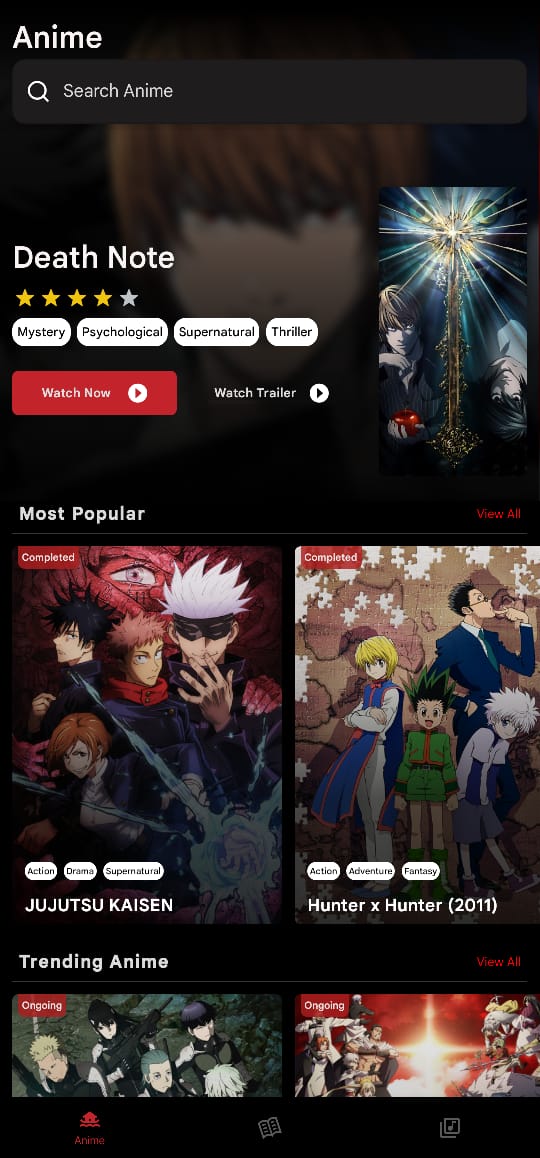 Anime
Search Anime
Death Note
Mystery Psychological Supernatural Thriller
Watch Now Watch Trailer
Most Popular View All
Completed Completed
Action Drama Supernatural Action Adventure Fantasy
JUJUTSU KAISEN Hunter x Hunter (2011)
Trending Anime View All
Ongoing Ongoing
Anime